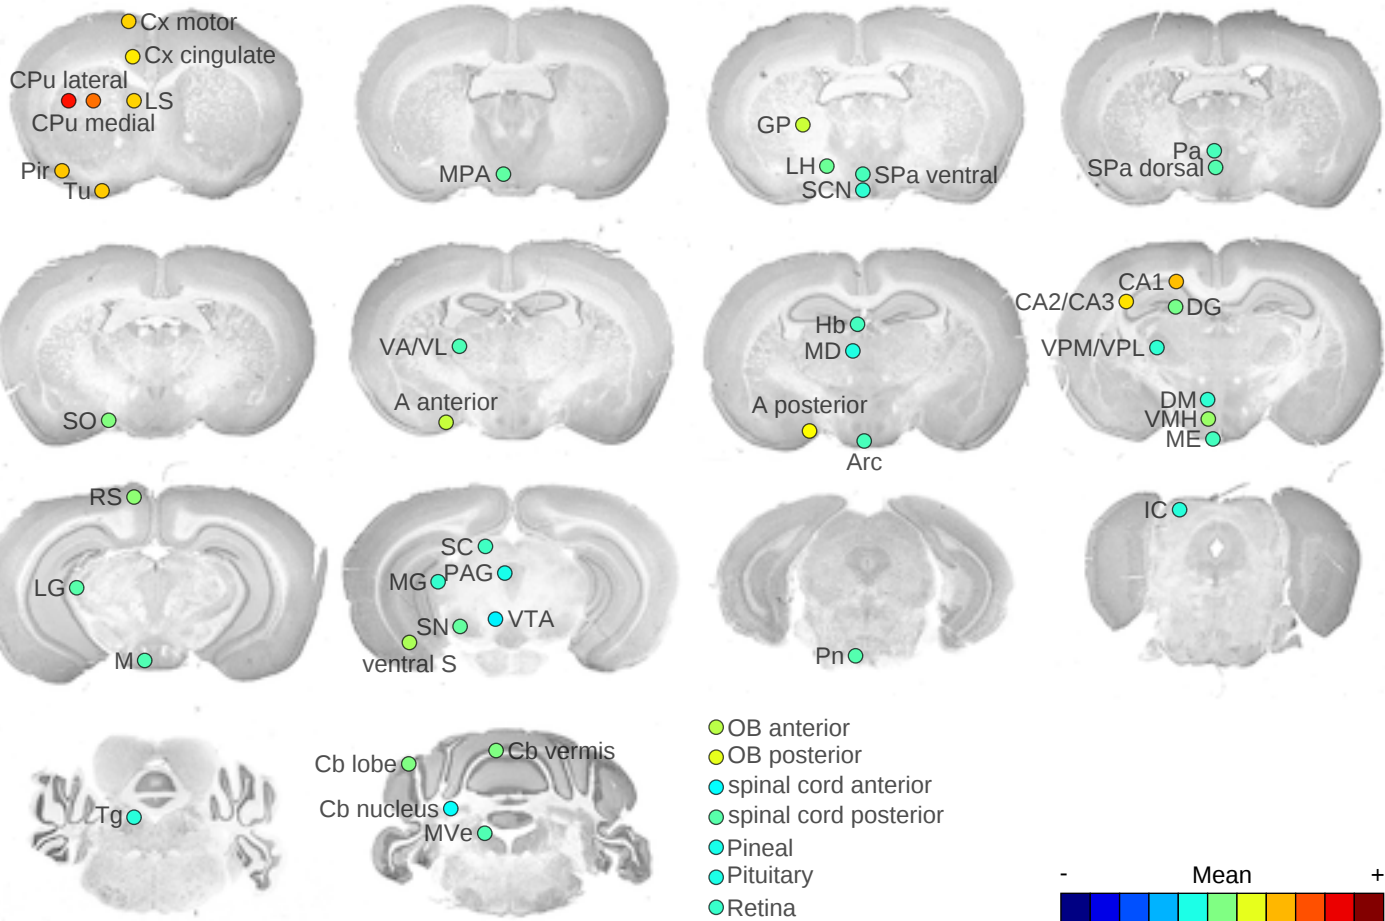 Cx motor
Cx cingulate
CPu lateral
LS
CPu medial
Pir
Tu
MPA
GP
LH
SPa ventral
SCN
Pa
SPa dorsal
SO
VA/VL
A anterior
Hb
MD
A posterior
Arc
CA1
CA2/CA3
DG
VPM/VPL
DM
VMH
ME
RS
LG
M
SC
MG
PAG
SN
VTA
ventral S
Pn
IC
Tg
Cb lobe
Cb vermis
Cb nucleus
MVe
OB anterior
OB posterior
spinal cord anterior
spinal cord posterior
Pineal
Pituitary
Retina
- Mean +